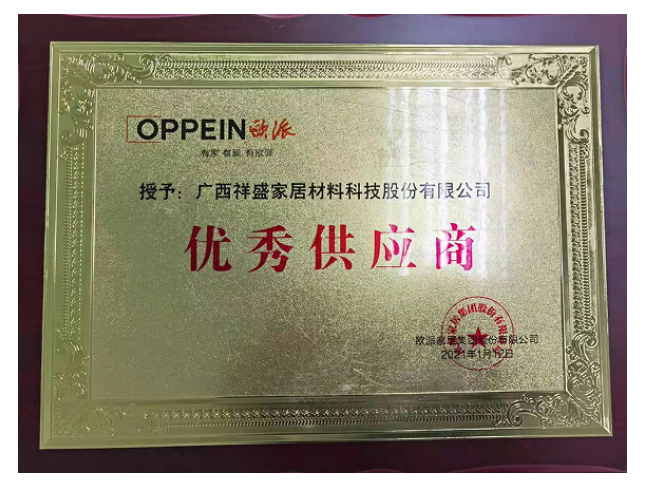 OPPEIN欧派
有家 有爱 有欧派
授予：广西祥盛家居材料科技股份有限公司
优秀供应商
欧派家居集团股份有限公司
2021年1月12日